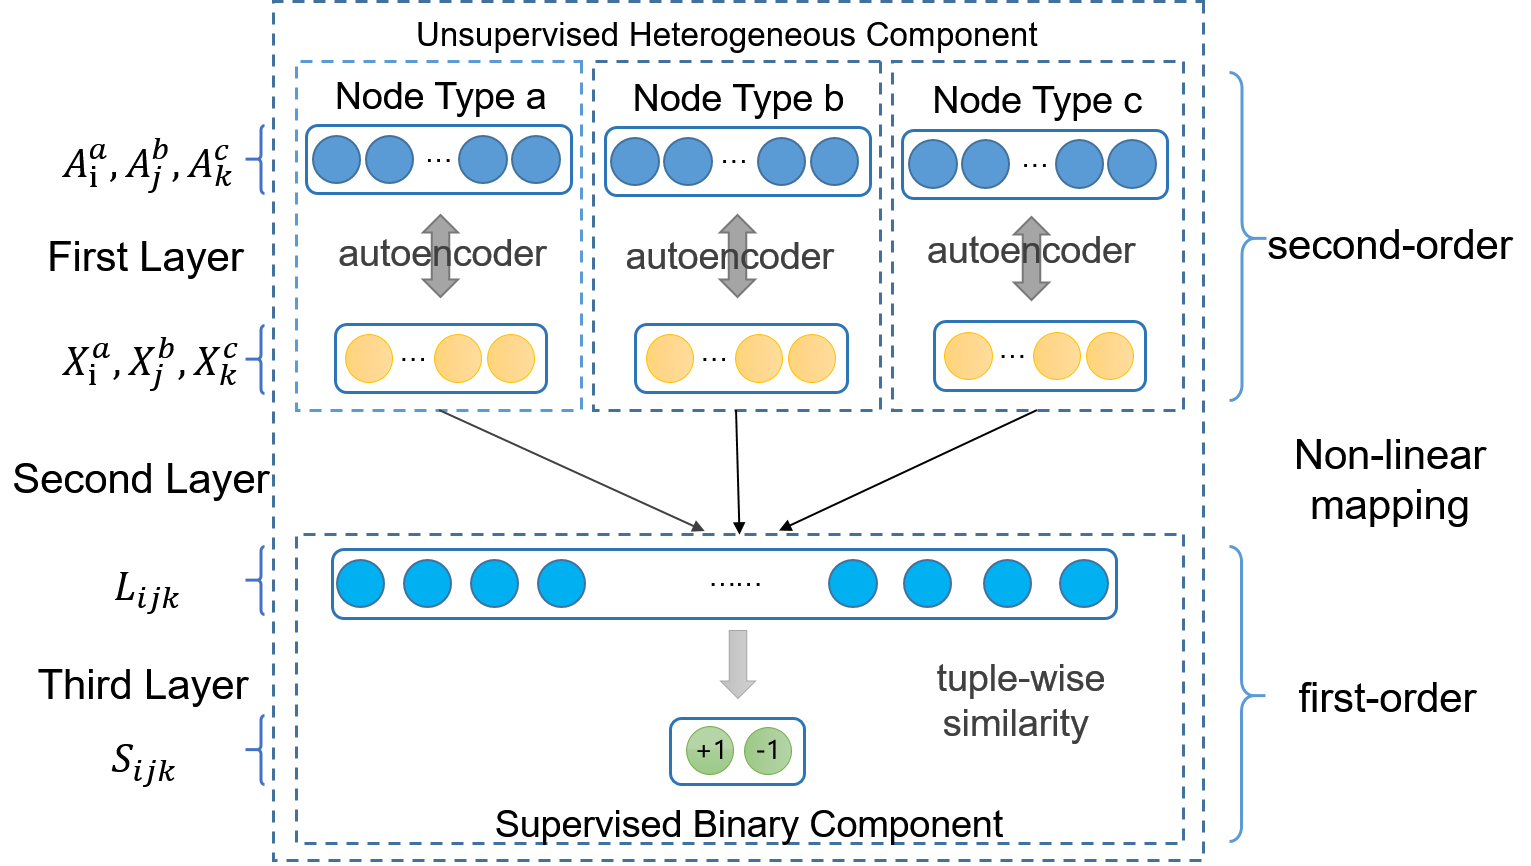 Unsupervised Heterogeneous Component
Node Type a
Node Type b
Node Type c
A_i^a, A_j^b, A_k^c
...
...
...
First Layer
autoencoder
autoencoder
autoencoder
second-order
X_i^a, X_j^b, X_k^c
...
...
...
Second Layer
Non-linear
mapping
L_{ijk}
......
Third Layer
tuple-wise
similarity
first-order
S_{ijk}
+1 -1
Supervised Binary Component